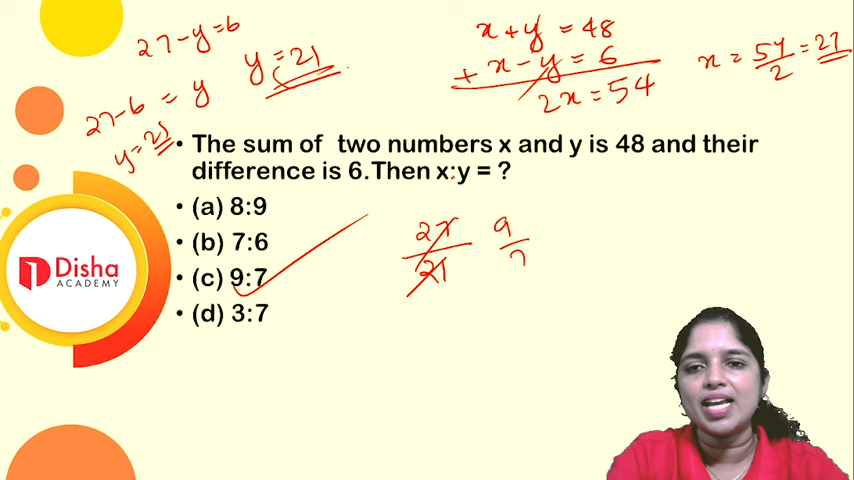 27-y=6
y=21
27-6 = y
y=21
x+y = 48
+ x-y = 6
2x=54
x = 54/2 = 27
• The sum of two numbers x and y is 48 and their
difference is 6.Then x:y = ?
• (a) 8:9
• (b) 7:6
• (c) 9:7
• (d) 3:7
27/21 9/7
Disha
ACADEMY